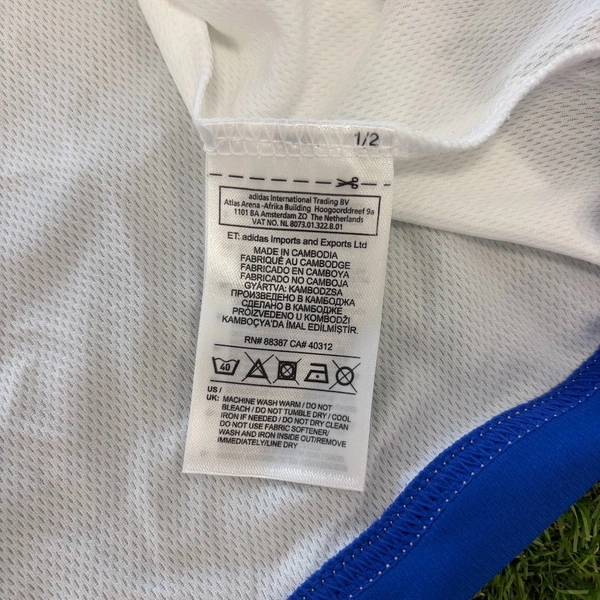 1/2
adidas International Trading BV
Atlas Arena -Afrika Building Hoogoorddreef 9a
1101 BA Amsterdam ZO The Netherlands
VAT NO. NL 8073.01.322.B.01
ET: adidas Imports and Exports Ltd
MADE IN CAMBODIA
FABRIQUÉ AU CAMBODGE
FABRICADO EN CAMBOYA
FABRICADO NO CAMBOJA
GYÁRTVA: KAMBODZSA
ПРОИЗВЕДЕНО В КАМБОДЖА
СДЕЛАНО В КАМБОДЖЕ
PROIZVEDENO U KOMBODŽI
KAMBOÇYA'DA İMAL EDİLMİŞTİR.
RN# 88387 CA# 40312
40
US /
UK: MACHINE WASH WARM / DO NOT
BLEACH / DO NOT TUMBLE DRY / COOL
IRON IF NEEDED / DO NOT DRY CLEAN
DO NOT USE FABRIC SOFTENER/
WASH AND IRON INSIDE OUT/REMOVE
IMMEDIATELY/LINE DRY